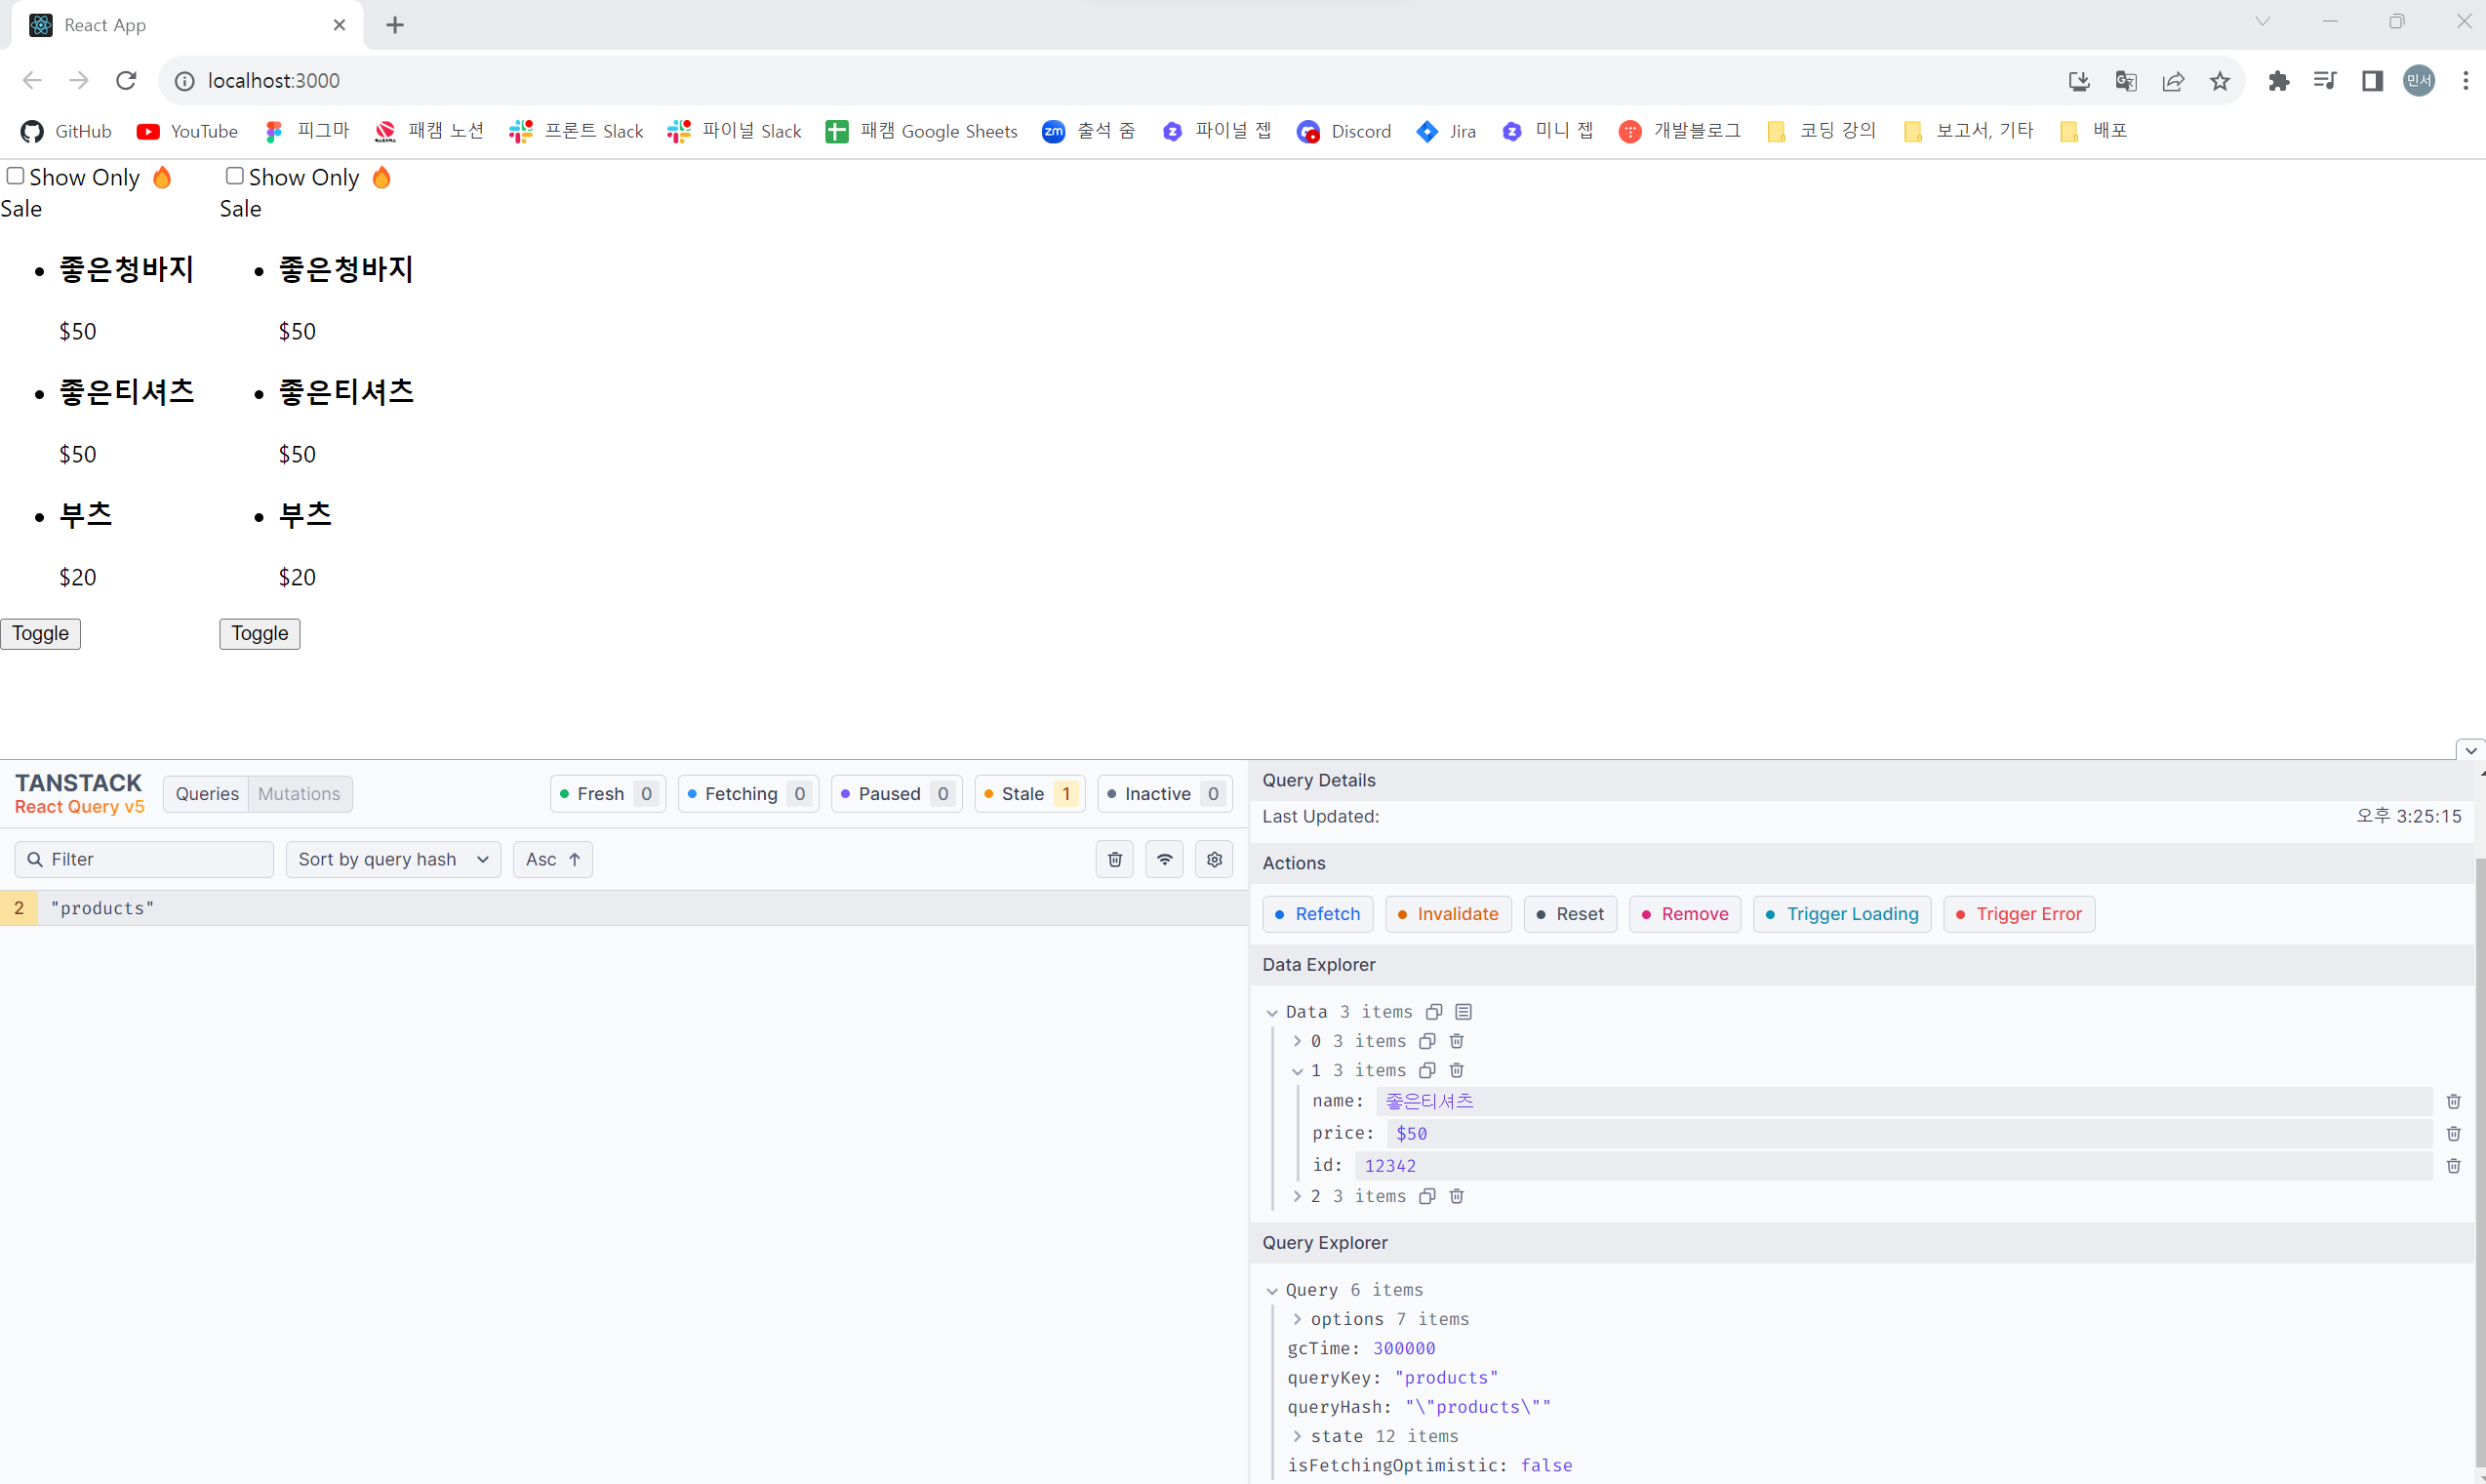 React App
localhost:3000
민서
GitHub YouTube 피그마 패캠 노션 프론트 Slack 파이널 Slack 패캠 Google Sheets zm 출석 줌 파이널 젭 Discord Jira 미니 젭 개발블로그 코딩 강의 보고서, 기타 배포
Show Only 🔥 Show Only 🔥
Sale Sale
좋은청바지 좋은청바지
$50 $50
좋은티셔츠 좋은티셔츠
$50 $50
부츠 부츠
$20 $20
Toggle Toggle
TANSTACK
React Query v5
Queries Mutations
Fresh 0 Fetching 0 Paused 0 Stale 1 Inactive 0
Filter Sort by query hash Asc ↑
2 "products"
Query Details
Last Updated: 오후 3:25:15
Actions
Refetch Invalidate Reset Remove Trigger Loading Trigger Error
Data Explorer
Data 3 items
0 3 items
1 3 items
name: 좋은티셔츠
price: $50
id: 12342
2 3 items
Query Explorer
Query 6 items
options 7 items
gcTime: 300000
queryKey: "products"
queryHash: "\"products\""
state 12 items
isFetchingOptimistic: false